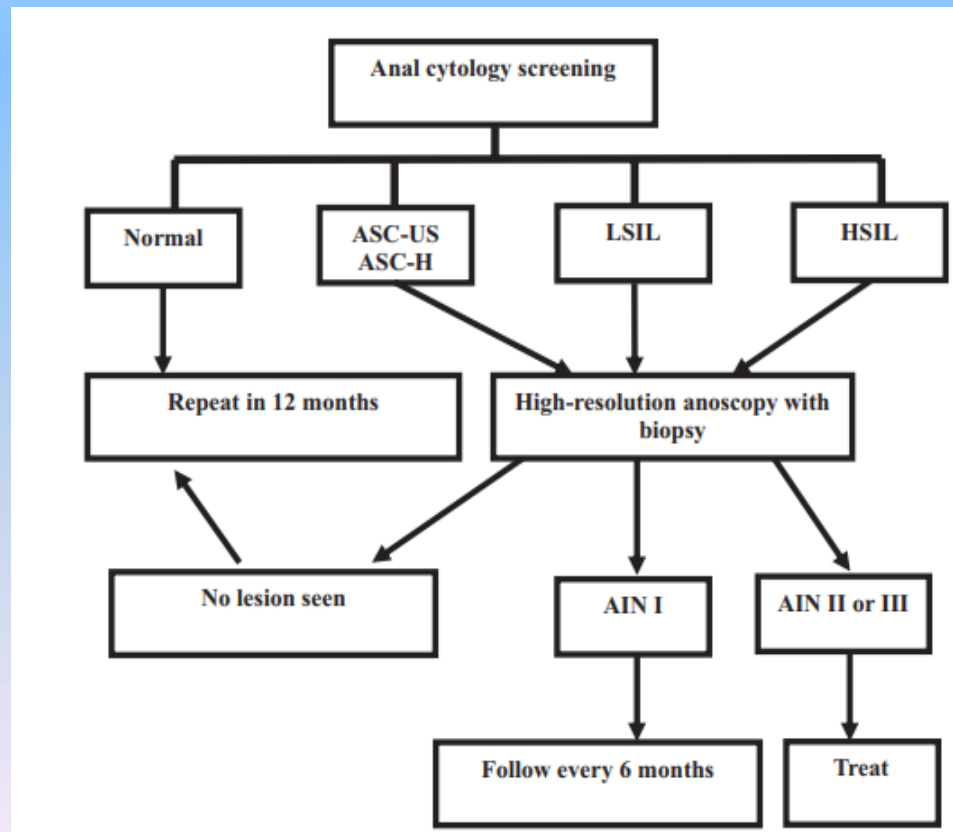 Anal cytology screening
Normal
ASC-US
ASC-H
LSIL
HSIL
Repeat in 12 months
High-resolution anoscopy with
biopsy
No lesion seen
AIN I
AIN II or III
Follow every 6 months
Treat